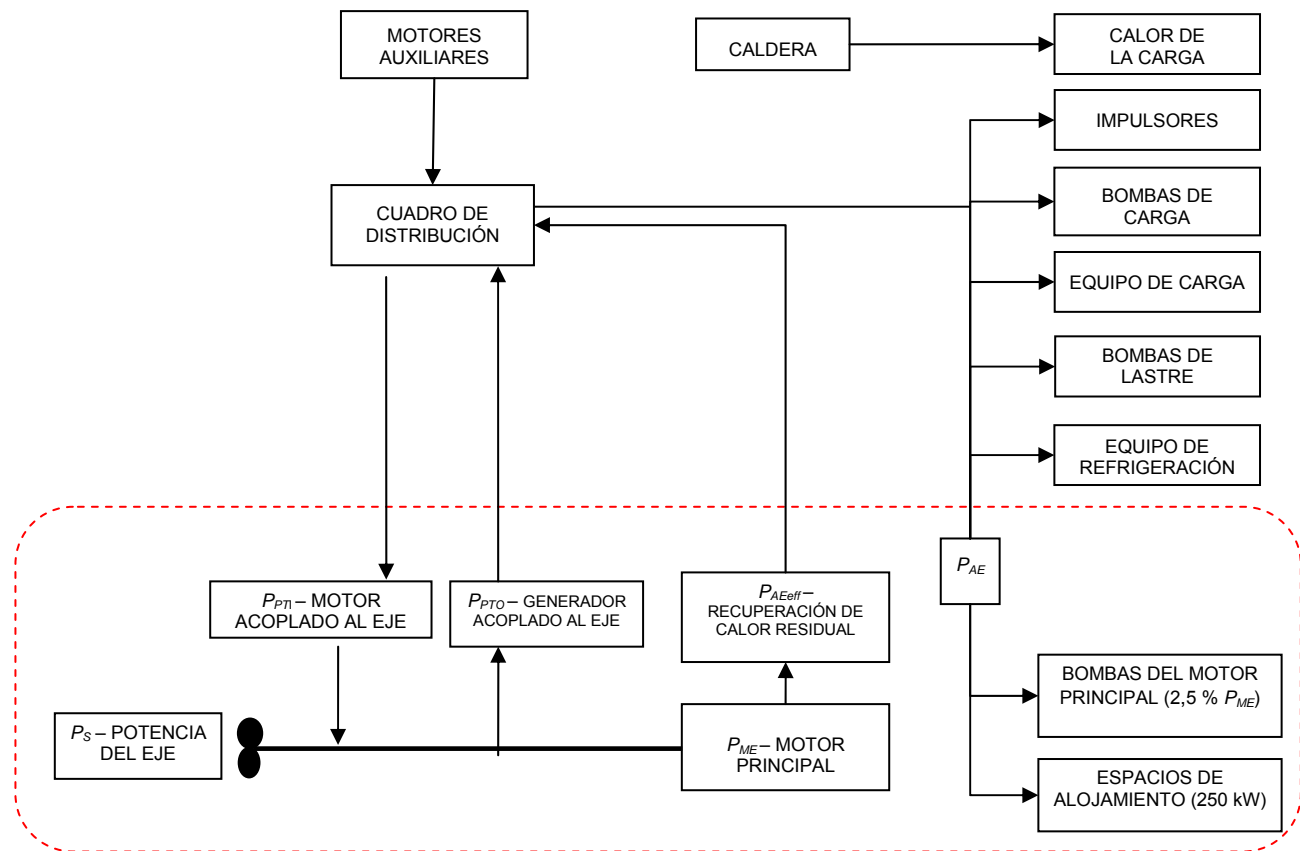 MOTORES
AUXILIARES
CALDERA
CALOR DE
LA CARGA
IMPULSORES
CUADRO DE
DISTRIBUCIÓN
BOMBAS DE
CARGA
EQUIPO DE CARGA
BOMBAS DE
LASTRE
EQUIPO DE
REFRIGERACIÓN
P_AE
P_PTI – MOTOR
ACOPLADO AL EJE
P_PTO – GENERADOR
ACOPLADO AL EJE
P_AEeff –
RECUPERACIÓN DE
CALOR RESIDUAL
BOMBAS DEL MOTOR
PRINCIPAL (2,5 % P_ME)
P_S – POTENCIA
DEL EJE
P_ME – MOTOR
PRINCIPAL
ESPACIOS DE
ALOJAMIENTO (250 kW)